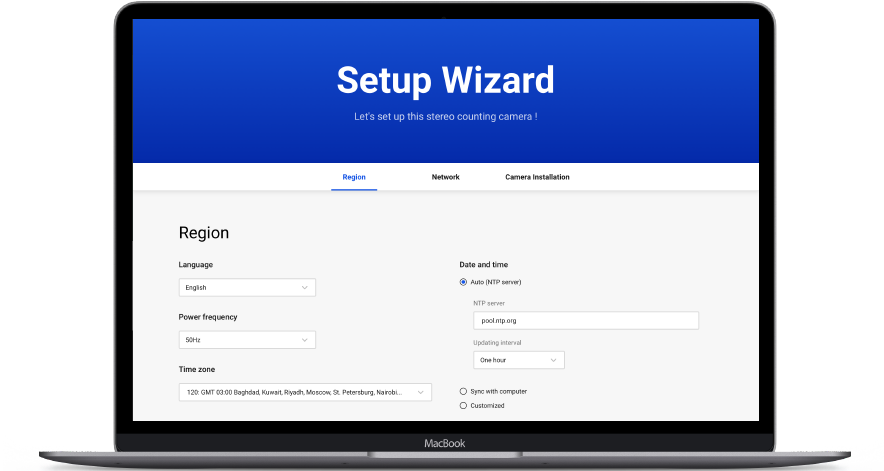 Setup Wizard
Let's set up this stereo counting camera !
Region
Network
Camera Installation
Region
Language
English
Power frequency
50Hz
Time zone
120: GMT 03:00 Baghdad, Kuwait, Riyadh, Moscow, St. Petersburg, Nairobi...
Date and time
Auto (NTP server)
NTP server
pool.ntp.org
Updating interval
One hour
Sync with computer
Customized
MacBook